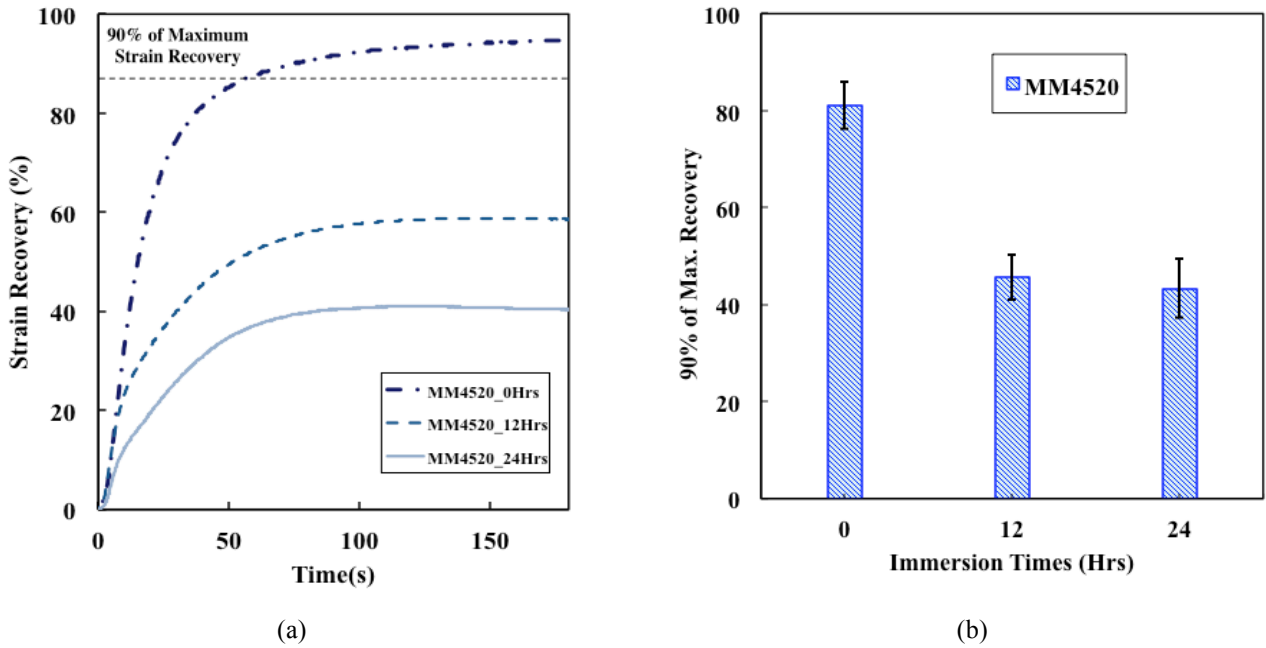 100
80
60
40
20
0
Strain Recovery (%)
90% of Maximum
Strain Recovery
MM4520_0Hrs
MM4520_12Hrs
MM4520_24Hrs
0
50
100
150
Time(s)
(a)
100
80
60
40
20
0
90% of Max. Recovery
MM4520
0
12
24
Immersion Times (Hrs)
(b)